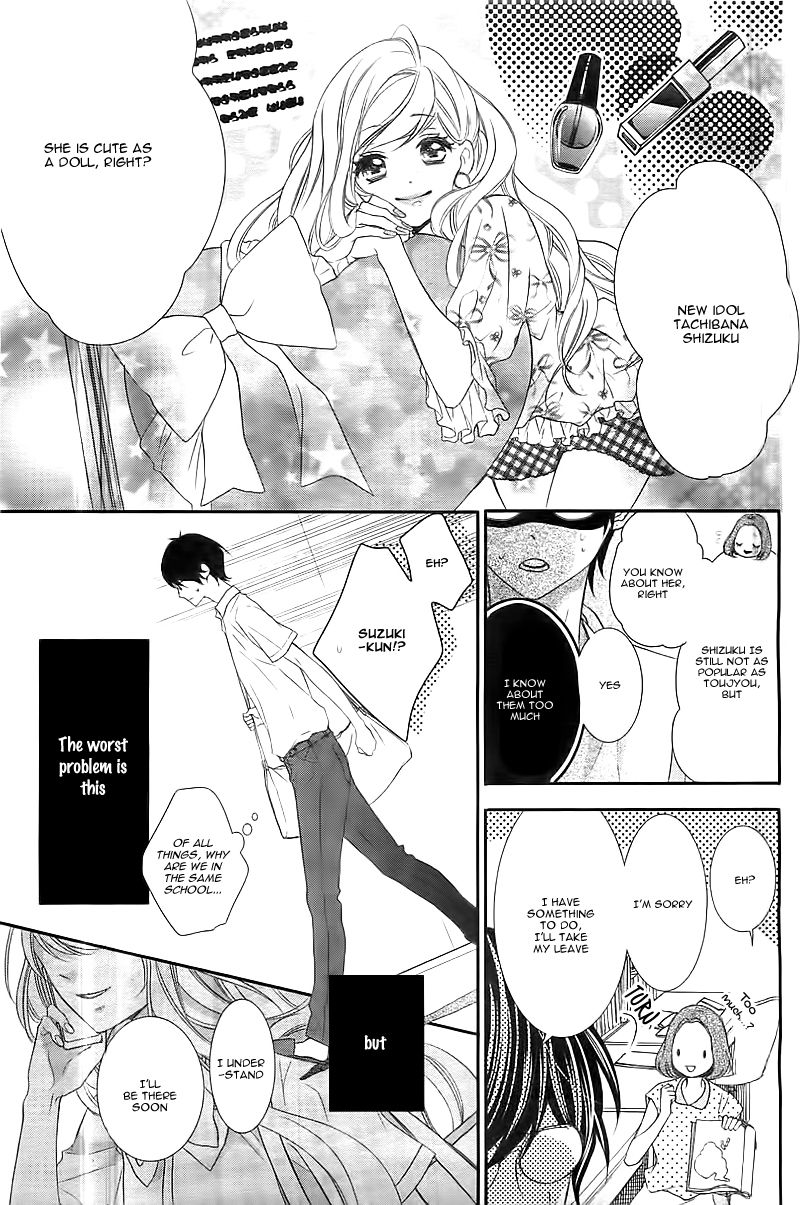 NEW IDOL
TACHIBANA
SHIZUKU
SHE IS CUTE AS
A DOLL, RIGHT?
YOU KNOW
ABOUT HER,
RIGHT
SHIZUKU IS
STILL NOT AS
POPULAR AS
TOUJYOU,
BUT
YES
I KNOW
ABOUT
THEM TOO
MUCH
EH?
I'M SORRY
I HAVE
SOMETHING
TO DO,
I'LL TAKE
MY LEAVE
TOO
MUCH..?
TURU
EH?
SUZUKI
-KUN!?
The worst
problem is
this
OF ALL
THINGS, WHY
ARE WE IN
THE SAME
SCHOOL...
but
I UNDER
-STAND
I'LL
BE THERE
SOON